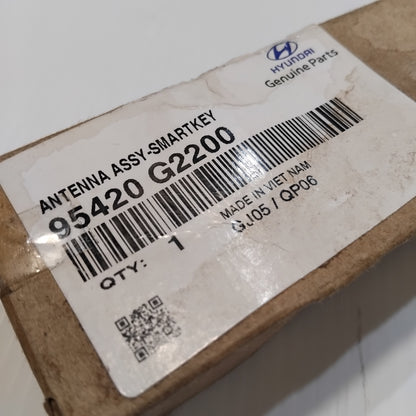 HYUNDAI
Genuine Parts
ANTENNA ASSY-SMARTKEY
95420 G2200
QTY: 1
MADE IN VIET NAM
GJ05 / QP06